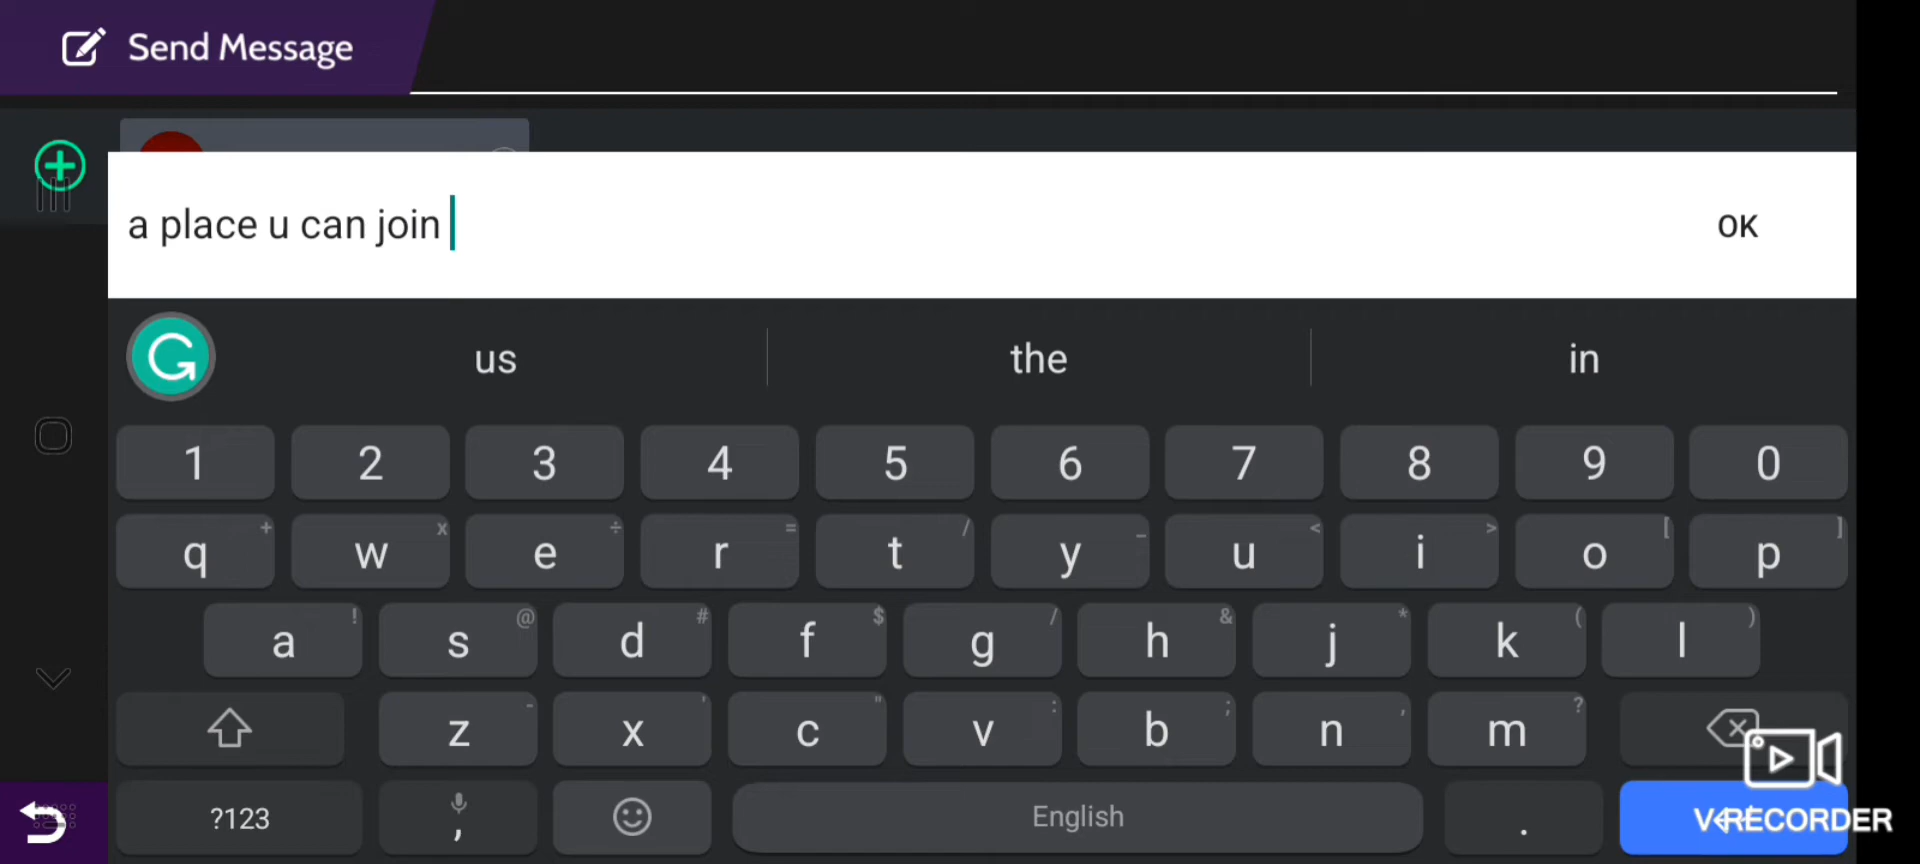 Send Message
a place u can join
OK
us the in
1 2 3 4 5 6 7 8 9 0
q + w x e ÷ r = t / y _ u < i > o [ p ]
a ! s @ d # f $ g / h & j * k ( l )
z - x ' c " v : b ; n , m ?
?123 , English .
VRECORDER